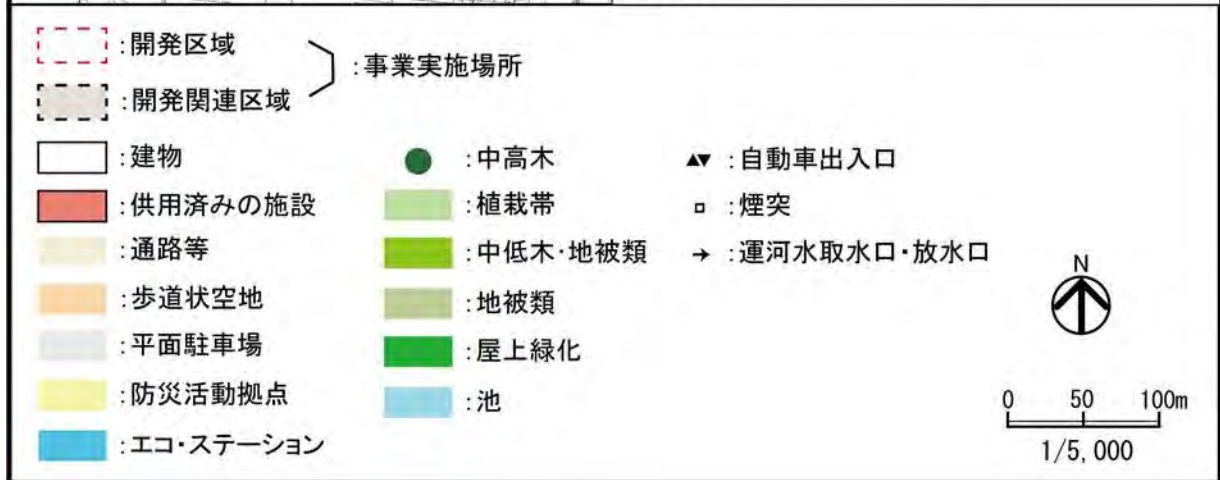 :開発区域
:事業実施場所
:開発関連区域
:建物
:供用済みの施設
:通路等
:歩道状空地
:平面駐車場
:防災活動拠点
:エコ・ステーション
:中高木
:植栽帯
:中低木・地被類
:地被類
:屋上緑化
:池
:自動車出入口
:煙突
:運河水取水口・放水口
N
0 50 100m
1/5,000